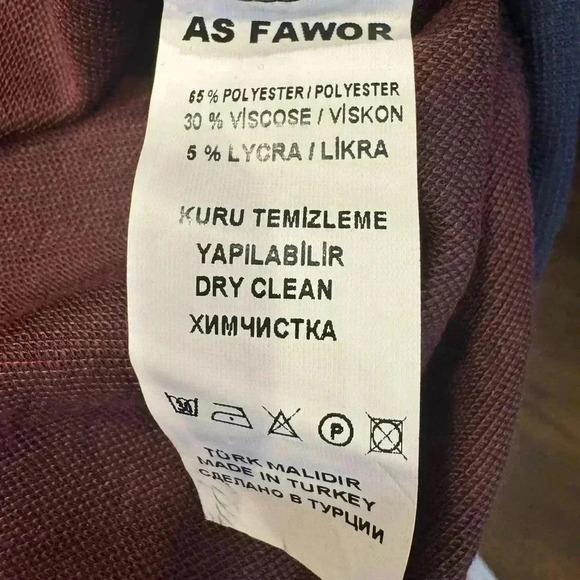 AS FAWOR
65 % POLYESTER / POLYESTER
30 % VİSCOSE / VİSKON
5 % LYCRA / LİKRA
KURU TEMİZLEME
YAPILABİLİR
DRY CLEAN
ХИМЧИСТКА
30 P
TÜRK MALIDIR
MADE IN TURKEY
СДЕЛАНО В ТУРЦИИ